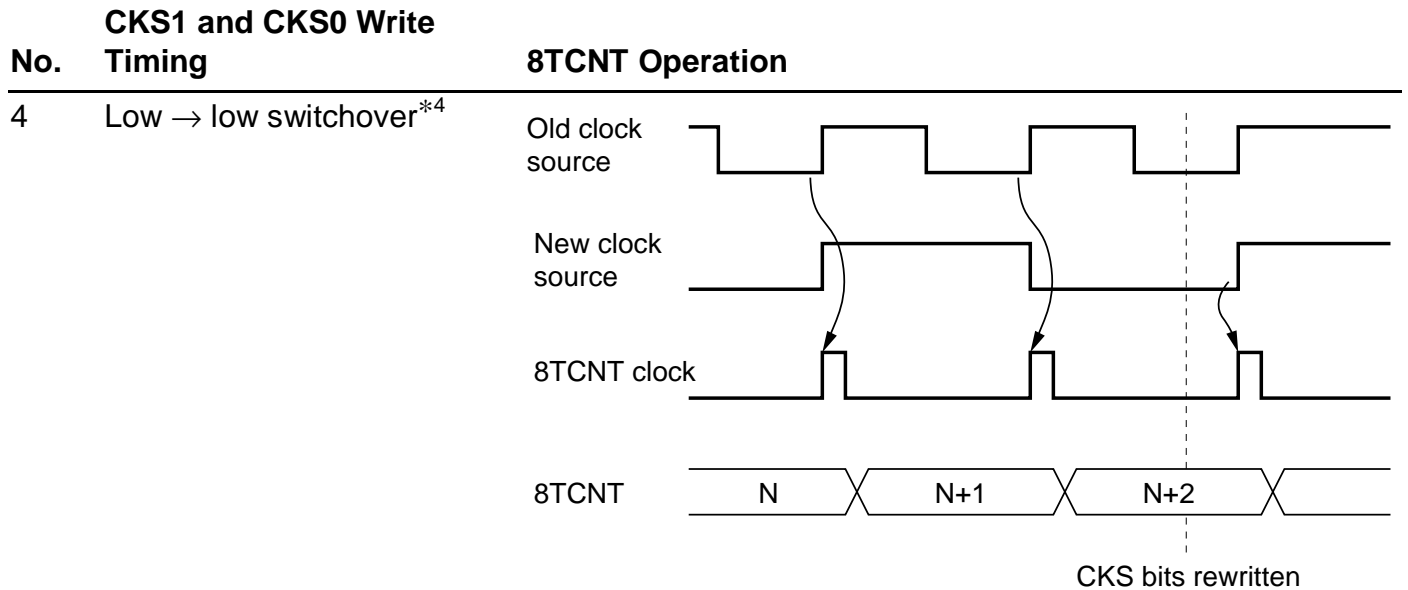 CKS1 and CKS0 Write
No. Timing 8TCNT Operation
4 Low → low switchover*4
Old clock
source
New clock
source
8TCNT clock
8TCNT N N+1 N+2
CKS bits rewritten